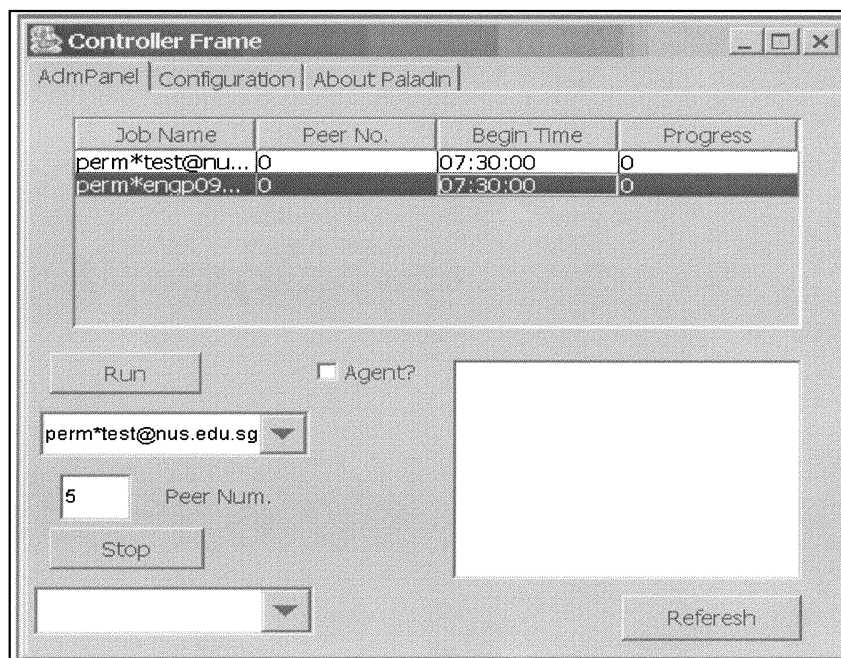 Controller Frame
AdmPanel Configuration About Paladin
Job Name Peer No. Begin Time Progress
perm*test@nu... 0 07:30:00 0
perm*engp09... 0 07:30:00 0
Run Agent?
perm*test@nus.edu.sg
5 Peer Num.
Stop
Referesh